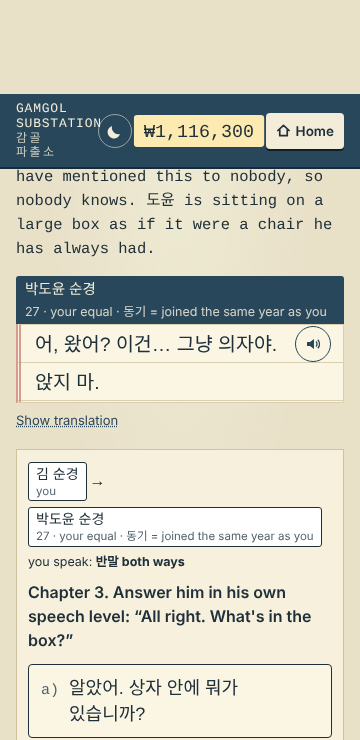 GAMGOL
SUBSTATION
감골
파출소
₩1,116,300
Home
have mentioned this to nobody, so
nobody knows. 도윤 is sitting on a
large box as if it were a chair he
has always had.
박도윤 순경
27 · your equal · 동기 = joined the same year as you
어, 왔어? 이건… 그냥 의자야.
앉지 마.
Show translation
김 순경
you
→
박도윤 순경
27 · your equal · 동기 = joined the same year as you
you speak: 반말 both ways
Chapter 3. Answer him in his own
speech level: “All right. What's in the
box?”
a) 알았어. 상자 안에 뭐가
있습니까?